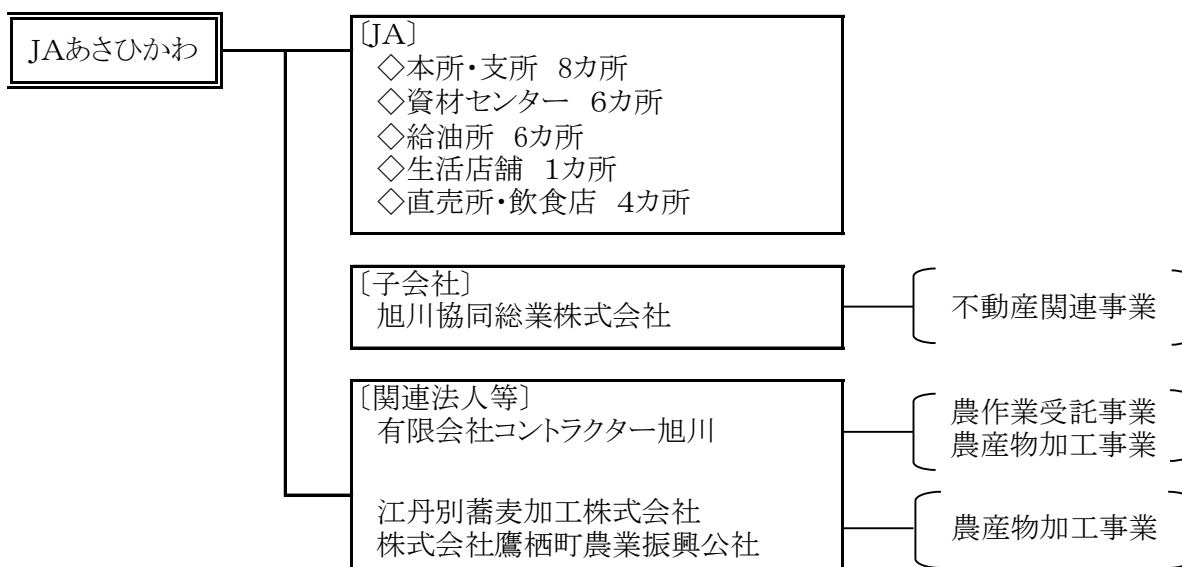 JAあさひかわ
〔JA〕
◇本所・支所 8カ所
◇資材センター 6カ所
◇給油所 6カ所
◇生活店舗 1カ所
◇直売所・飲食店 4カ所
〔子会社〕
旭川協同総業株式会社
不動産関連事業
〔関連法人等〕
有限会社コントラクター旭川
農作業受託事業
農産物加工事業
江丹別蕎麦加工株式会社
株式会社鷹栖町農業振興公社
農産物加工事業